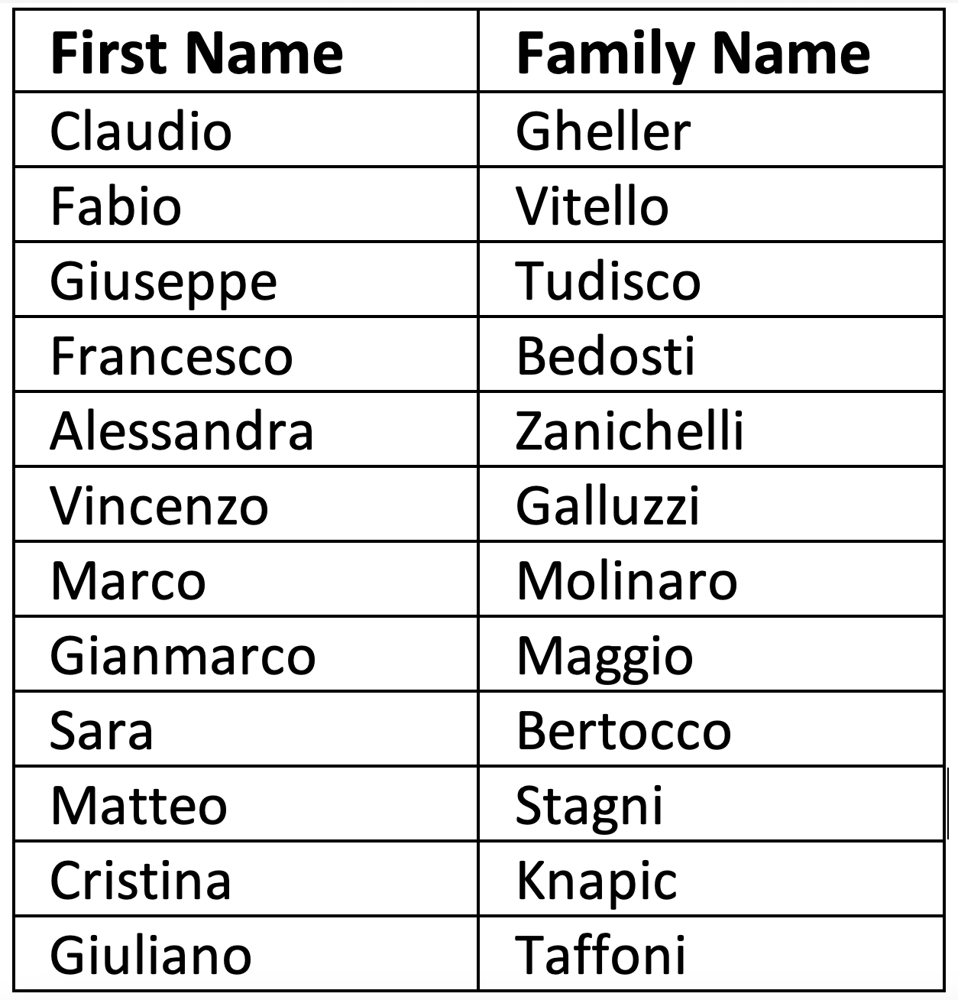 First Name Family Name
Claudio Gheller
Fabio Vitello
Giuseppe Tudisco
Francesco Bedosti
Alessandra Zanichelli
Vincenzo Galluzzi
Marco Molinaro
Gianmarco Maggio
Sara Bertocco
Matteo Stagni
Cristina Knapic
Giuliano Taffoni